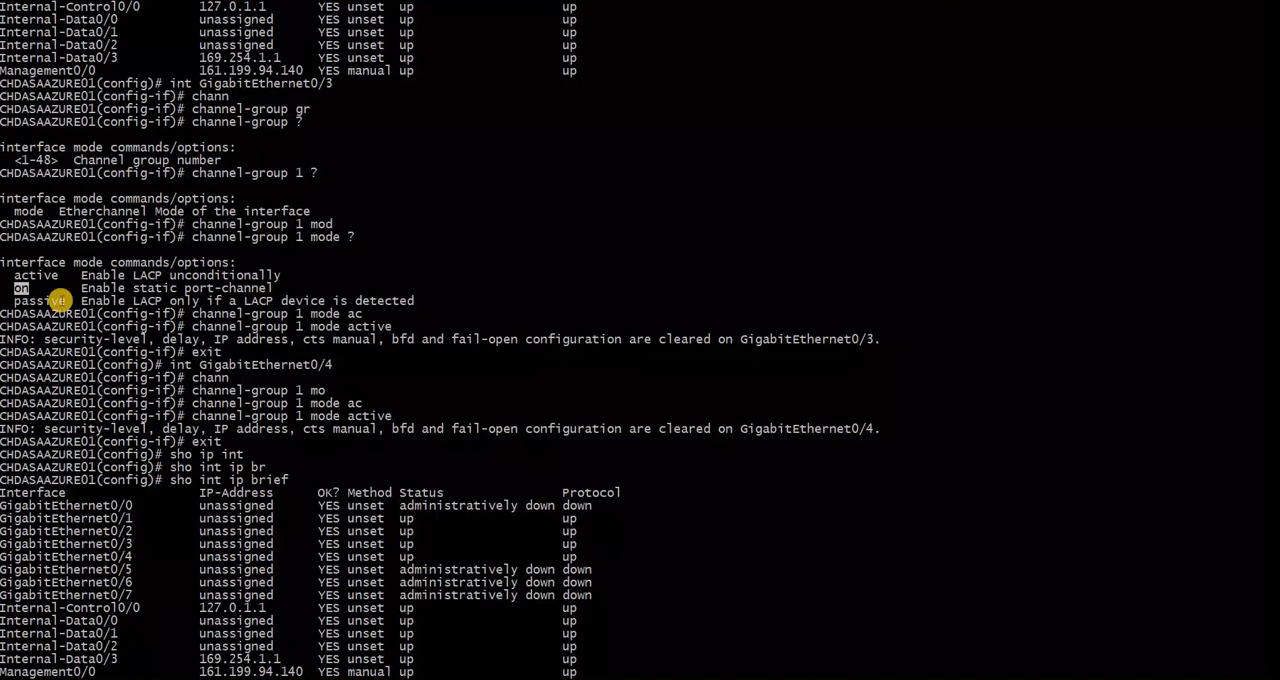 Internal-Control0/0        127.0.1.1       YES unset  up                    up
Internal-Data0/0           unassigned      YES unset  up                    up
Internal-Data0/1           unassigned      YES unset  up                    up
Internal-Data0/2           unassigned      YES unset  up                    up
Internal-Data0/3           169.254.1.1     YES unset  up                    up
Management0/0              161.199.94.140  YES manual up                    up
CHDASAAZURE01(config)# int GigabitEthernet0/3
CHDASAAZURE01(config-if)# chann
CHDASAAZURE01(config-if)# channel-group gr
CHDASAAZURE01(config-if)# channel-group ?
interface mode commands/options:
  <1-48>  Channel group number
CHDASAAZURE01(config-if)# channel-group 1 ?
interface mode commands/options:
  mode  Etherchannel Mode of the interface
CHDASAAZURE01(config-if)# channel-group 1 mod
CHDASAAZURE01(config-if)# channel-group 1 mode ?
interface mode commands/options:
  active   Enable LACP unconditionally
  on       Enable static port-channel
  passive  Enable LACP only if a LACP device is detected
CHDASAAZURE01(config-if)# channel-group 1 mode ac
CHDASAAZURE01(config-if)# channel-group 1 mode active
INFO: security-level, delay, IP address, cts manual, bfd and fail-open configuration are cleared on GigabitEthernet0/3.
CHDASAAZURE01(config-if)# exit
CHDASAAZURE01(config)# int GigabitEthernet0/4
CHDASAAZURE01(config-if)# chann
CHDASAAZURE01(config-if)# channel-group 1 mo
CHDASAAZURE01(config-if)# channel-group 1 mode ac
CHDASAAZURE01(config-if)# channel-group 1 mode active
INFO: security-level, delay, IP address, cts manual, bfd and fail-open configuration are cleared on GigabitEthernet0/4.
CHDASAAZURE01(config-if)# exit
CHDASAAZURE01(config)# sho ip int
CHDASAAZURE01(config)# sho int ip br
CHDASAAZURE01(config)# sho int ip brief
Interface                  IP-Address      OK? Method Status                Protocol
GigabitEthernet0/0         unassigned      YES unset  administratively down down
GigabitEthernet0/1         unassigned      YES unset  up                    up
GigabitEthernet0/2         unassigned      YES unset  up                    up
GigabitEthernet0/3         unassigned      YES unset  up                    up
GigabitEthernet0/4         unassigned      YES unset  up                    up
GigabitEthernet0/5         unassigned      YES unset  administratively down down
GigabitEthernet0/6         unassigned      YES unset  administratively down down
GigabitEthernet0/7         unassigned      YES unset  administratively down down
Internal-Control0/0        127.0.1.1       YES unset  up                    up
Internal-Data0/0           unassigned      YES unset  up                    up
Internal-Data0/1           unassigned      YES unset  up                    up
Internal-Data0/2           unassigned      YES unset  up                    up
Internal-Data0/3           169.254.1.1     YES unset  up                    up
Management0/0              161.199.94.140  YES manual up                    up